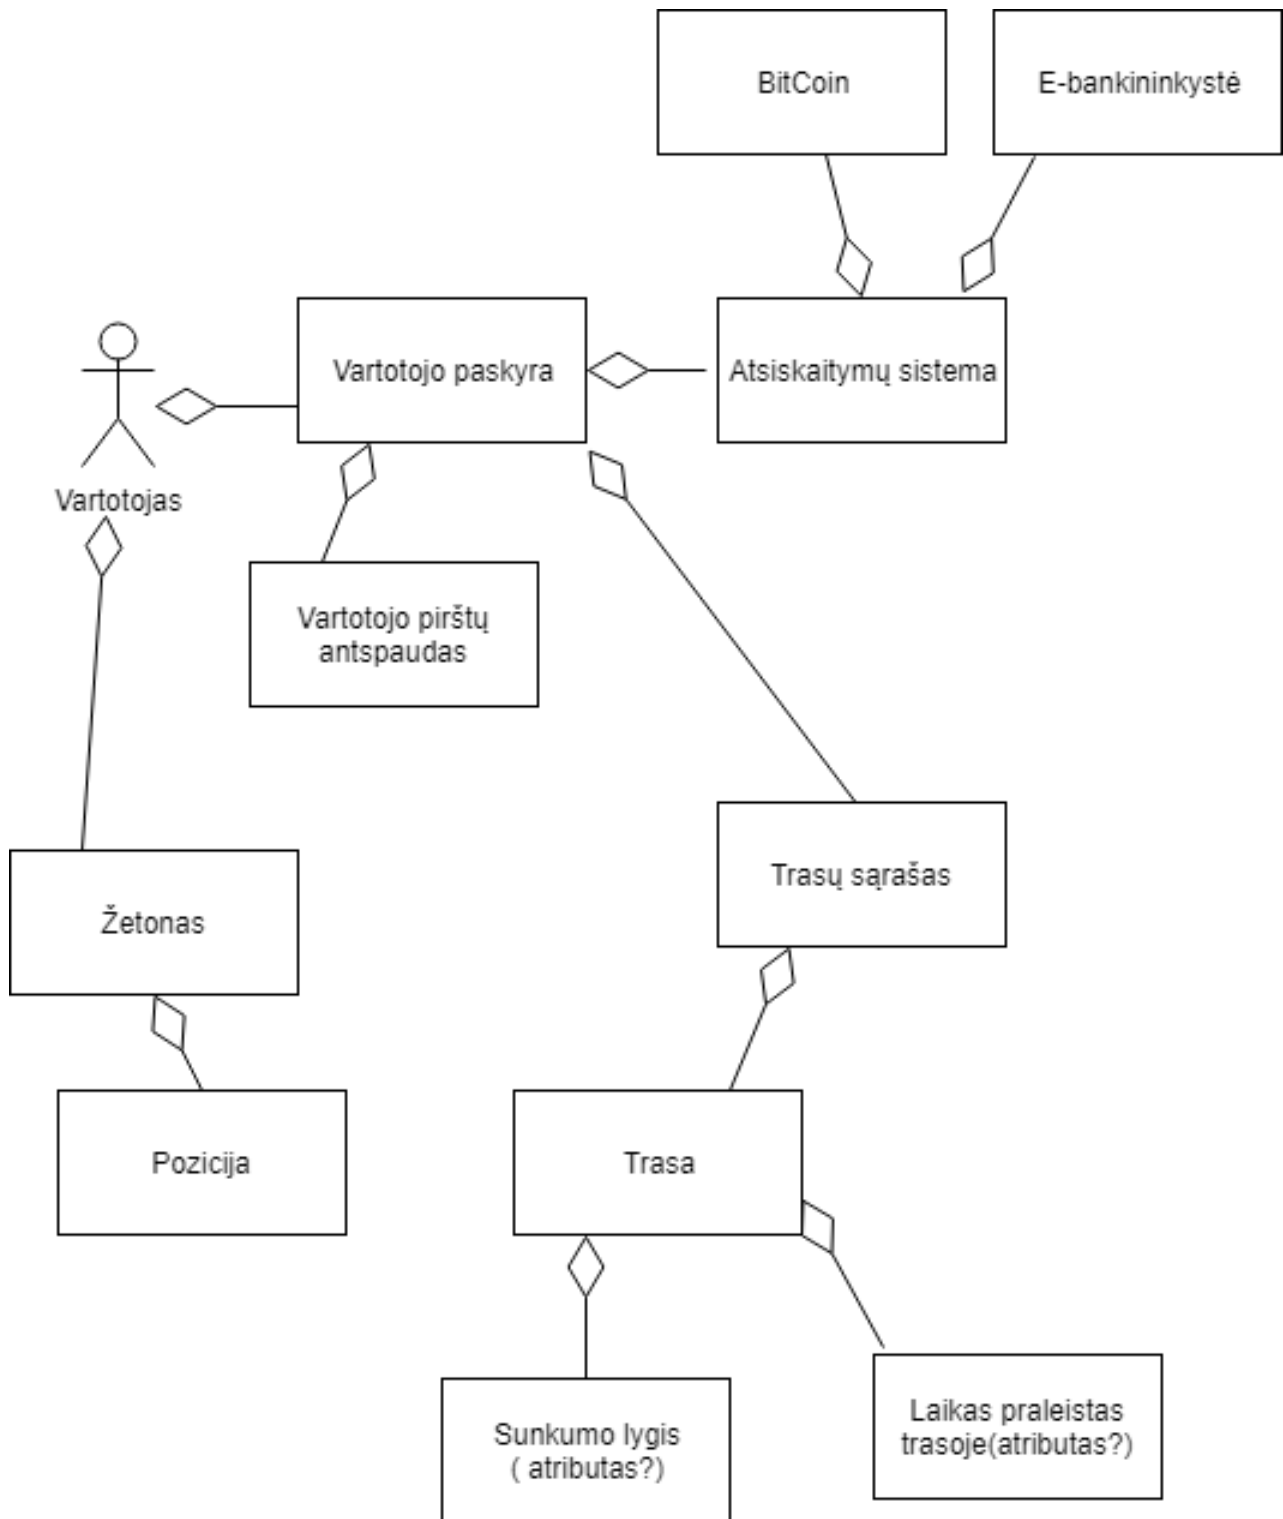 BitCoin
E-bankininkystė
Vartotojo paskyra
Atsiskaitymų sistema
Vartotojas
Vartotojo pirštų
antspaudas
Trasų sąrašas
Žetonas
Pozicija
Trasa
Sunkumo lygis
( atributas?)
Laikas praleistas
trasoje(atributas?)